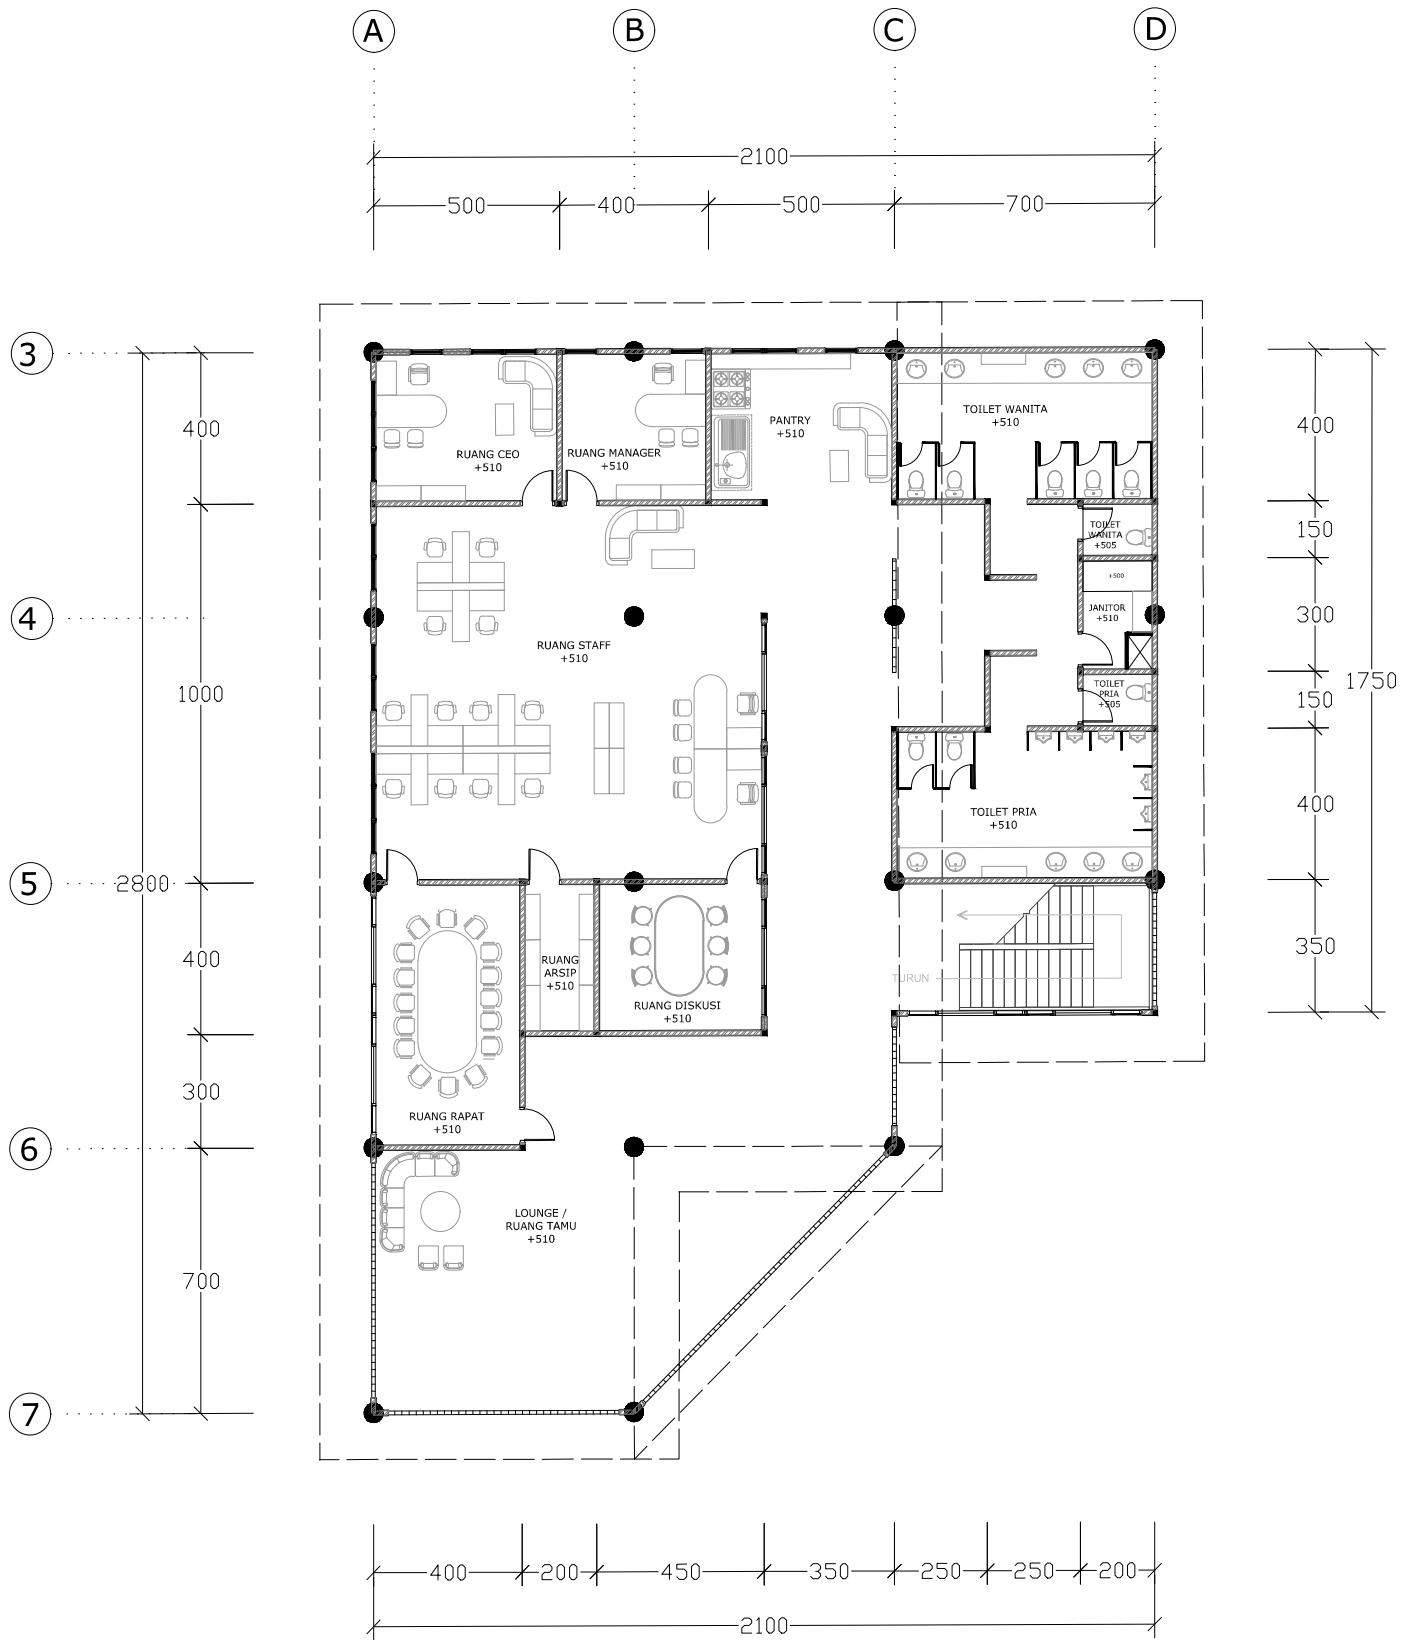 A
B
C
D
2100
500
400
500
700
3
4
5
6
7
400
1000
400
300
700
2800
RUANG CEO
+510
RUANG MANAGER
+510
PANTRY
+510
TOILET WANITA
+510
TOILET
WANITA
+505
+500
JANITOR
+510
TOILET
PRIA
+505
RUANG STAFF
+510
TOILET PRIA
+510
RUANG
ARSIP
+510
RUANG DISKUSI
+510
TURUN
RUANG RAPAT
+510
LOUNGE /
RUANG TAMU
+510
400
150
300
150
400
350
1750
400
200
450
350
250
250
200
2100